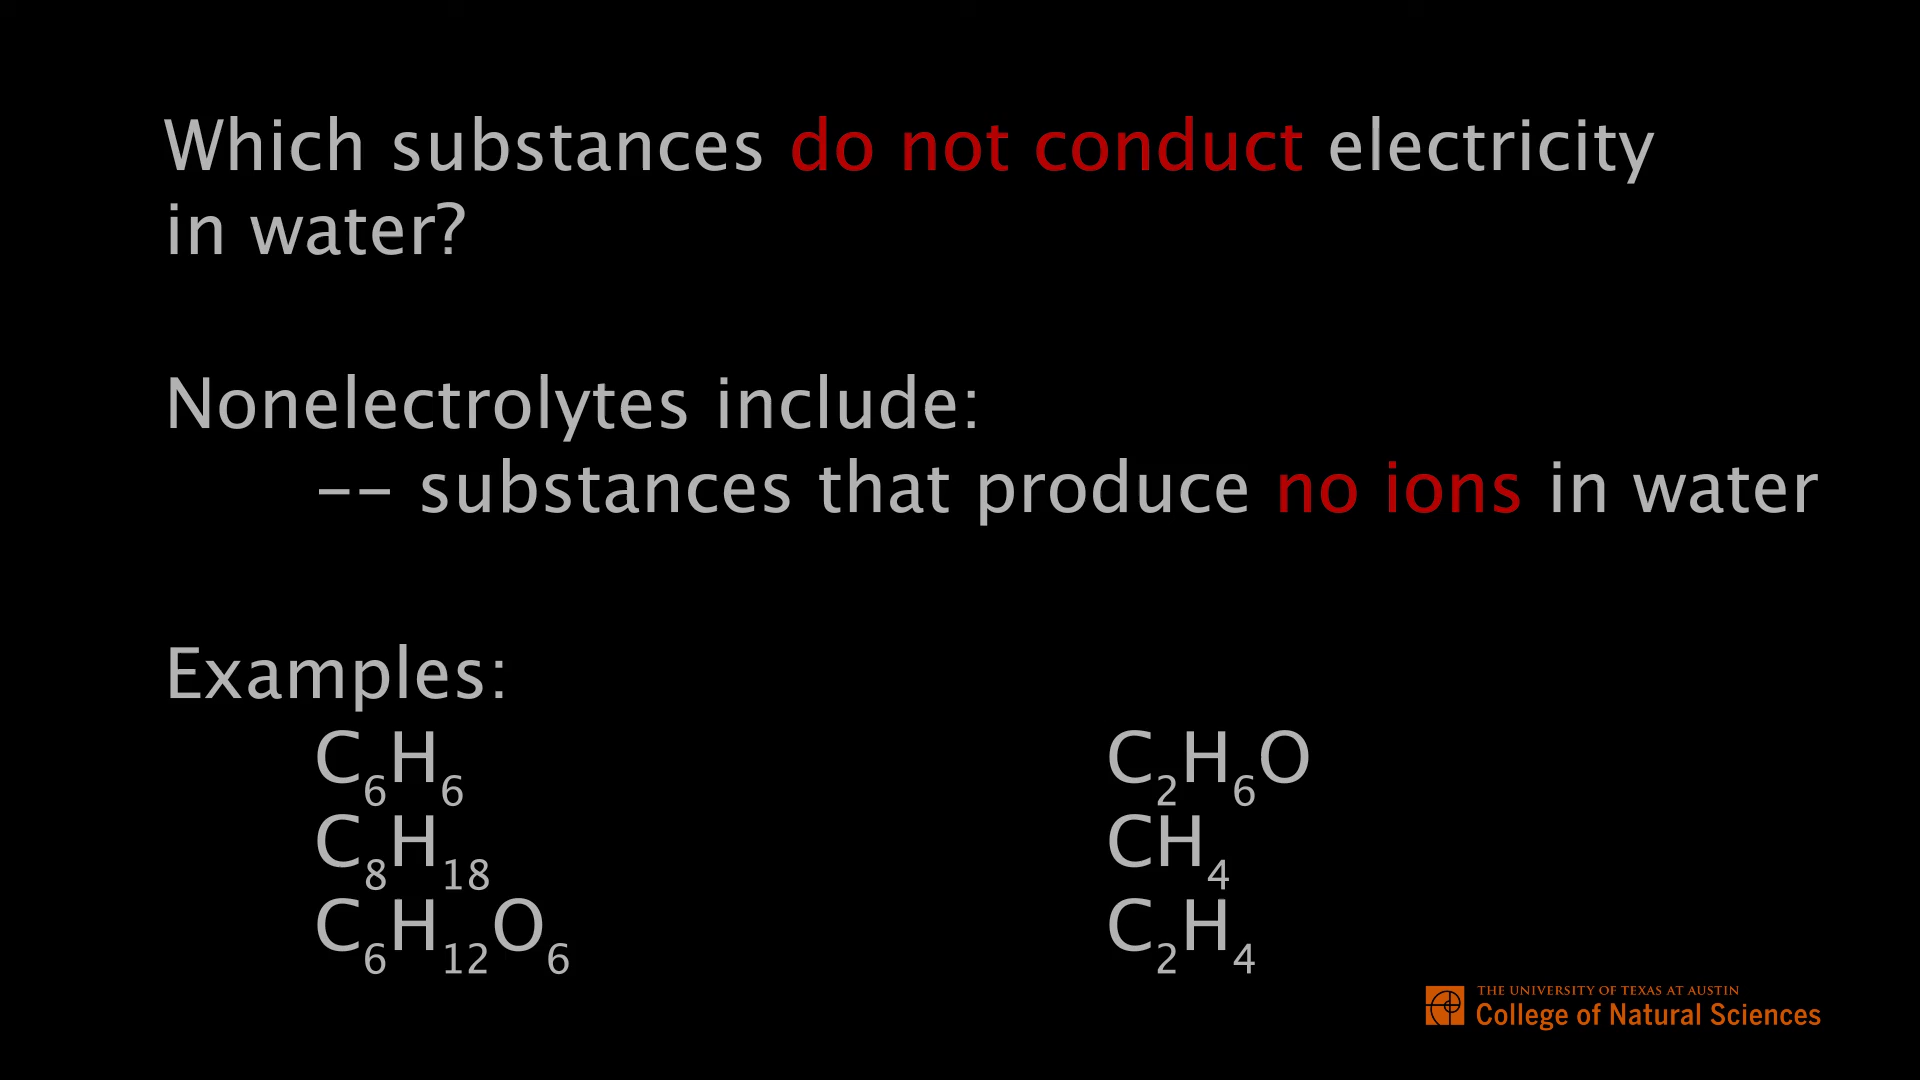 Which substances do not conduct electricity
in water?
Nonelectrolytes include:
-- substances that produce no ions in water
Examples:
C₆H₆
C₈H₁₈
C₆H₁₂O₆
C₂H₆O
CH₄
C₂H₄
THE UNIVERSITY OF TEXAS AT AUSTIN
College of Natural Sciences